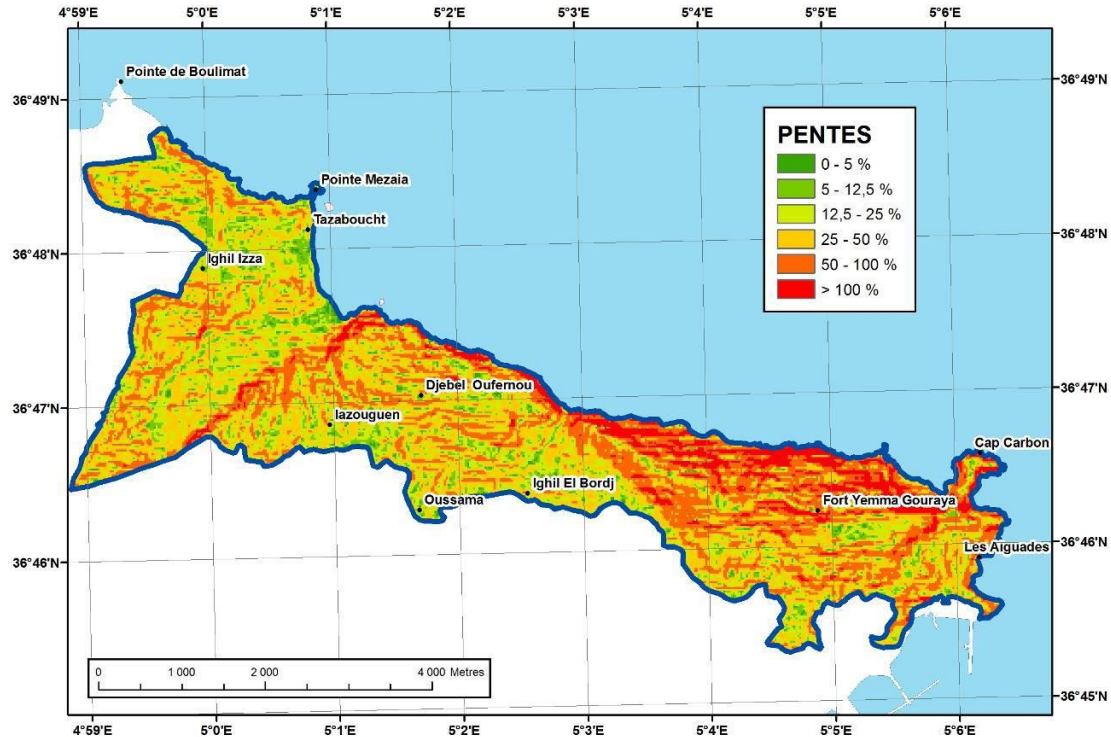 4°59'E 5°0'E 5°1'E 5°2'E 5°3'E 5°4'E 5°5'E 5°6'E
Pointe de Boulimat
36°49'N 36°49'N
PENTES
0 - 5 %
5 - 12,5 %
12,5 - 25 %
25 - 50 %
50 - 100 %
> 100 %
Pointe Mezaia
Tazaboucht
36°48'N 36°48'N
Ighil Izza
Djebel Oufernou
36°47'N 36°47'N
Iazouguen
Cap Carbon
Ighil El Bordj
Oussama
Fort Yemma Gouraya
Les Aiguades
36°46'N 36°46'N
0 1 000 2 000 4 000 Metres
36°45'N 36°45'N
4°59'E 5°0'E 5°1'E 5°2'E 5°3'E 5°4'E 5°5'E 5°6'E